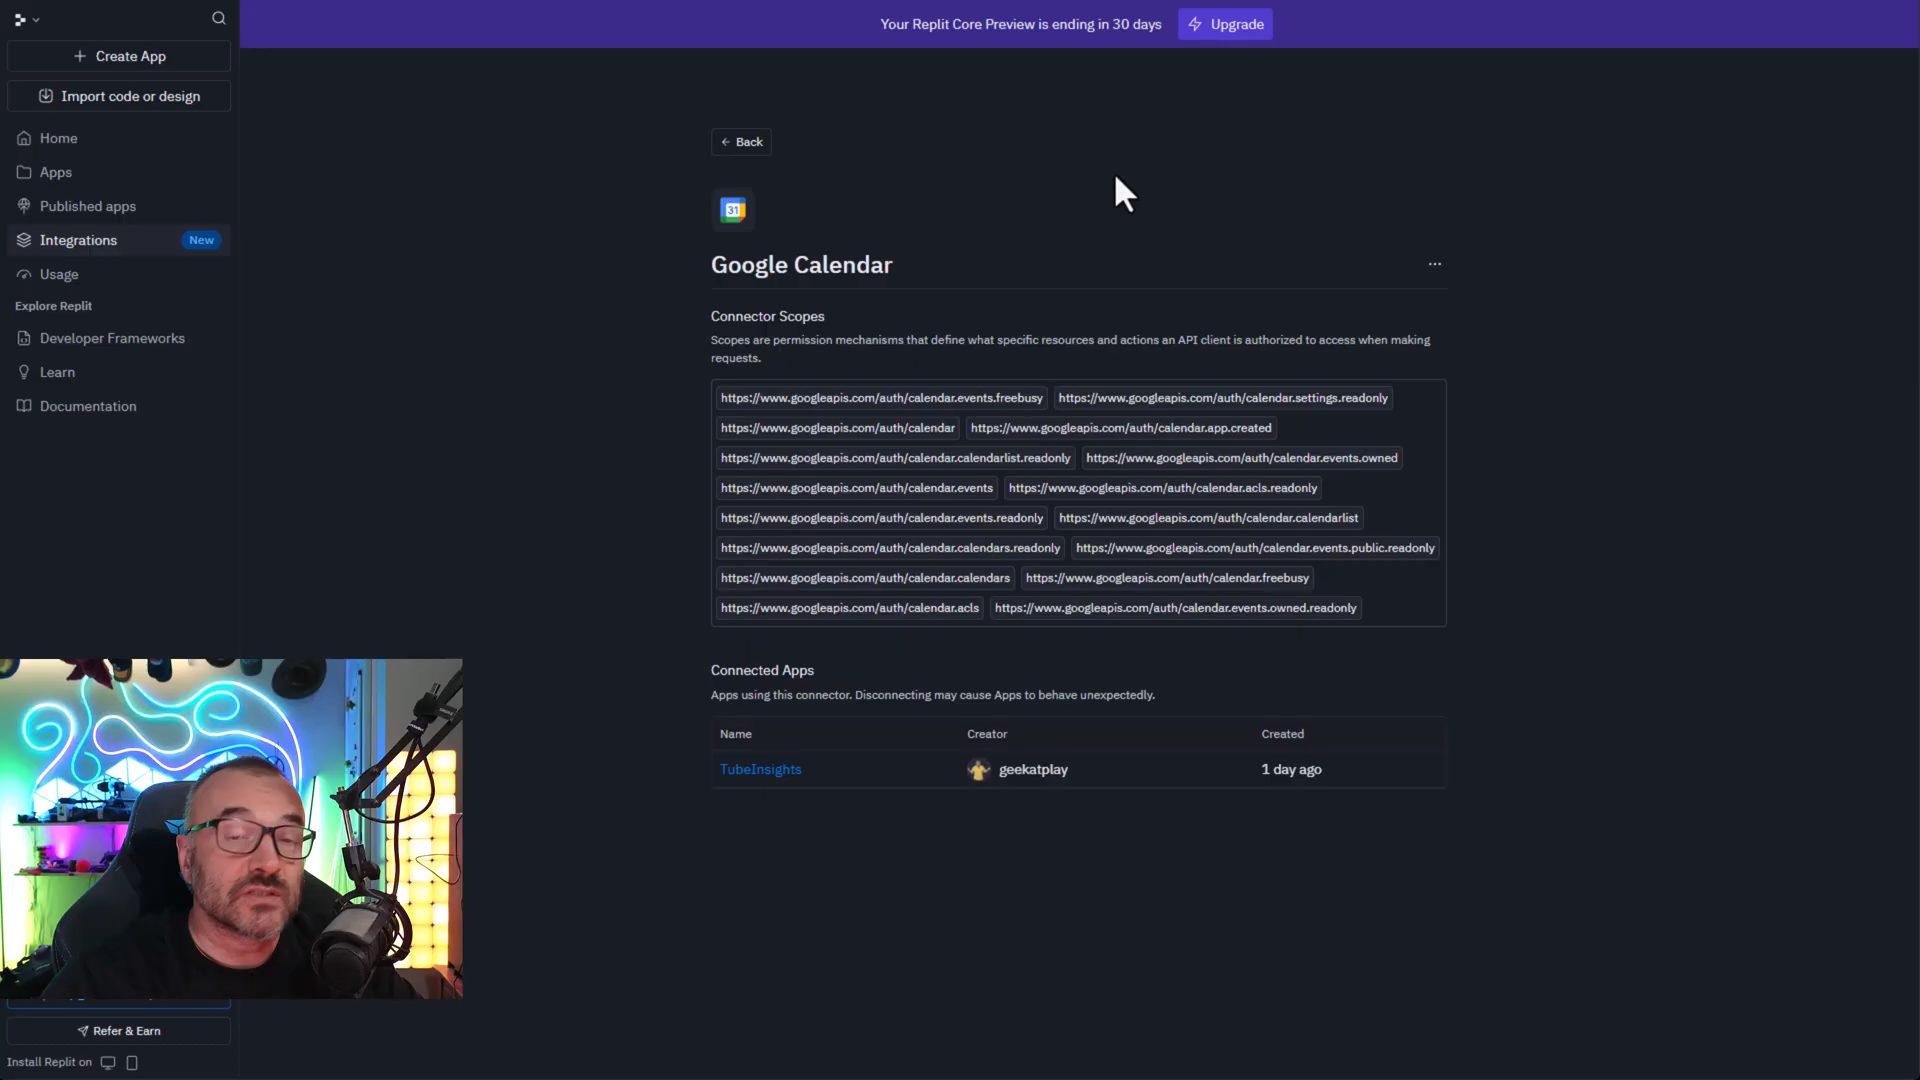 Your Replit Core Preview is ending in 30 days
Upgrade
Create App
Import code or design
Home
Apps
Published apps
Integrations New
Usage
Explore Replit
Developer Frameworks
Learn
Documentation
Refer & Earn
Install Replit on
Back
31
Google Calendar
Connector Scopes
Scopes are permission mechanisms that define what specific resources and actions an API client is authorized to access when making
requests.
https://www.googleapis.com/auth/calendar.events.freebusy https://www.googleapis.com/auth/calendar.settings.readonly
https://www.googleapis.com/auth/calendar https://www.googleapis.com/auth/calendar.app.created
https://www.googleapis.com/auth/calendar.calendarlist.readonly https://www.googleapis.com/auth/calendar.events.owned
https://www.googleapis.com/auth/calendar.events https://www.googleapis.com/auth/calendar.acls.readonly
https://www.googleapis.com/auth/calendar.events.readonly https://www.googleapis.com/auth/calendar.calendarlist
https://www.googleapis.com/auth/calendar.calendars.readonly https://www.googleapis.com/auth/calendar.events.public.readonly
https://www.googleapis.com/auth/calendar.calendars https://www.googleapis.com/auth/calendar.freebusy
https://www.googleapis.com/auth/calendar.acls https://www.googleapis.com/auth/calendar.events.owned.readonly
Connected Apps
Apps using this connector. Disconnecting may cause Apps to behave unexpectedly.
Name Creator Created
TubeInsights geekatplay 1 day ago